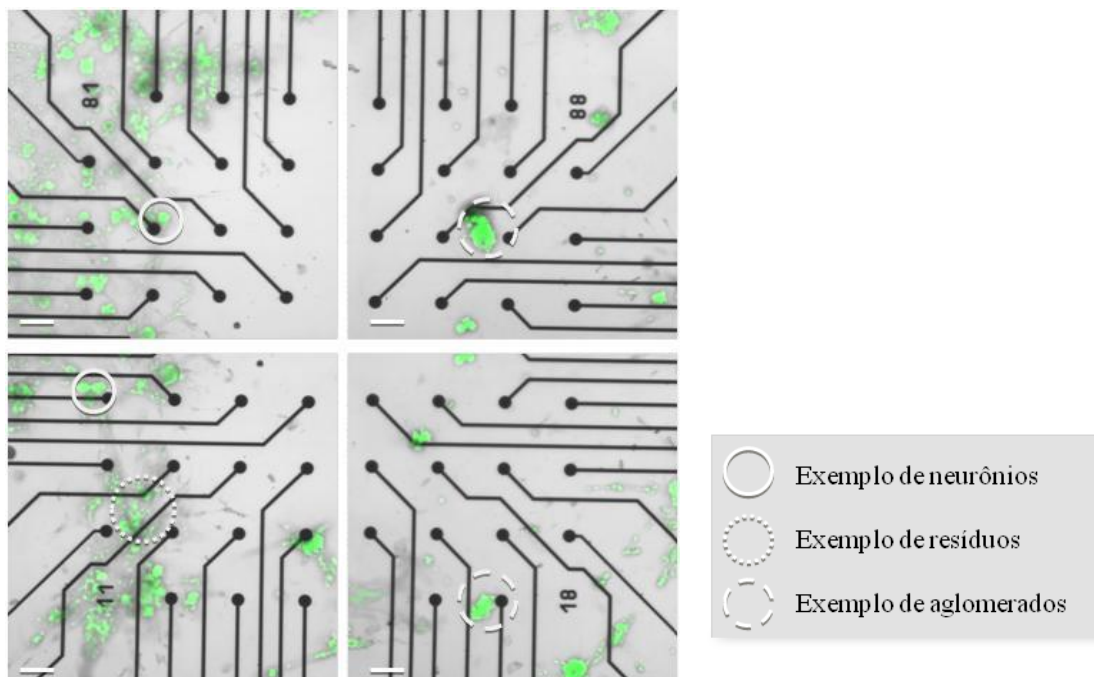 81
88
11
18
Exemplo de neurônios
Exemplo de resíduos
Exemplo de aglomerados